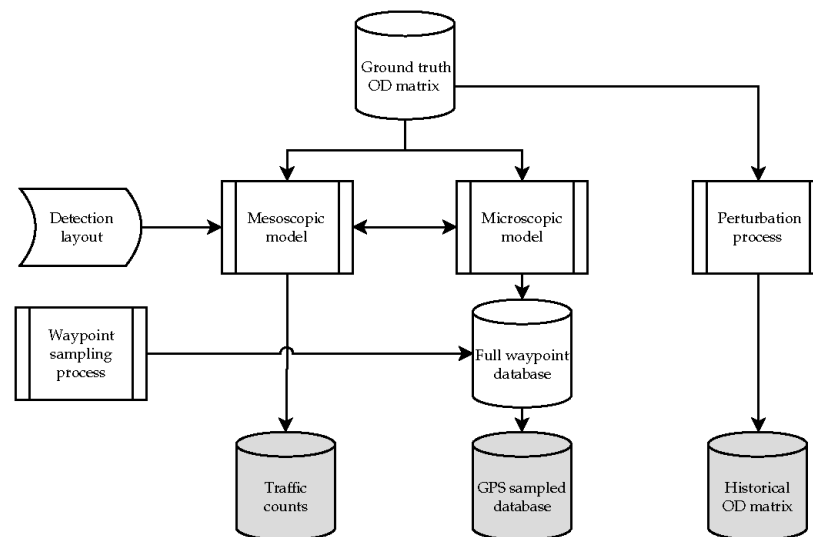 Ground truth
OD matrix
Detection
layout
Mesoscopic
model
Microscopic
model
Perturbation
process
Waypoint
sampling
process
Full waypoint
database
Traffic
counts
GPS sampled
database
Historical
OD matrix